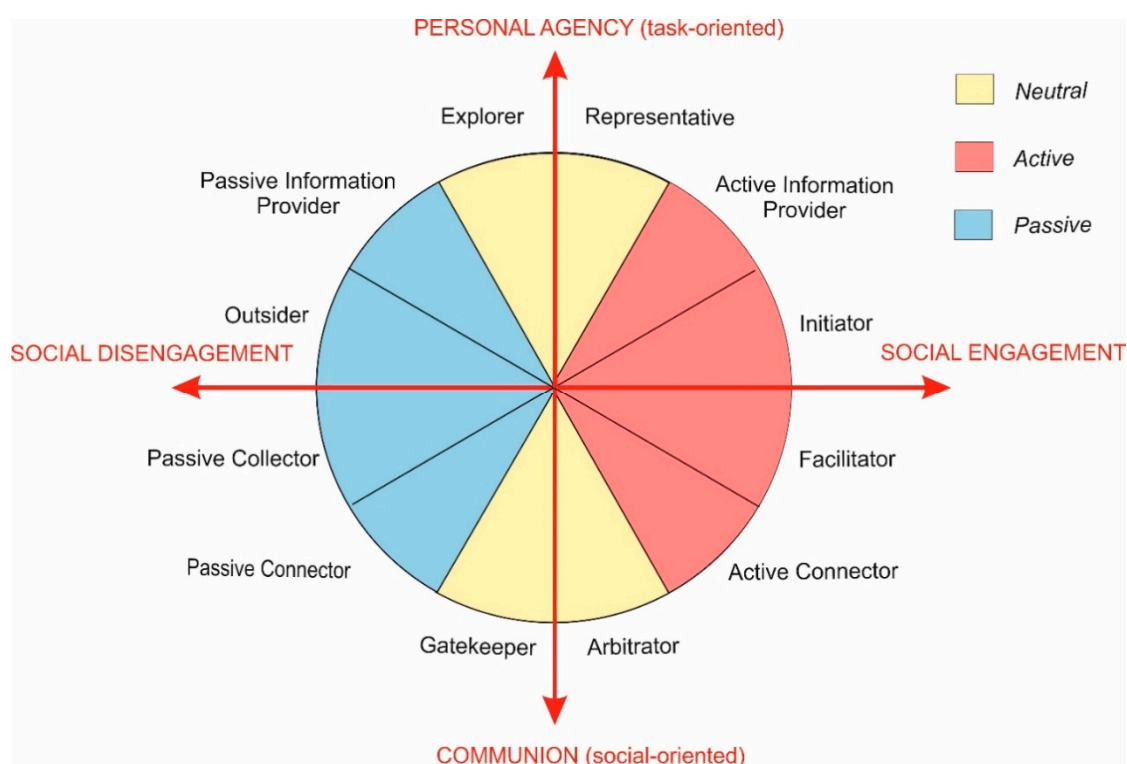 PERSONAL AGENCY (task-oriented)
Neutral
Explorer
Representative
Active
Passive Information
Provider
Active Information
Provider
Passive
Outsider
Initiator
SOCIAL DISENGAGEMENT
SOCIAL ENGAGEMENT
Passive Collector
Facilitator
Passive Connector
Active Connector
Gatekeeper
Arbitrator
COMMUNION (social-oriented)